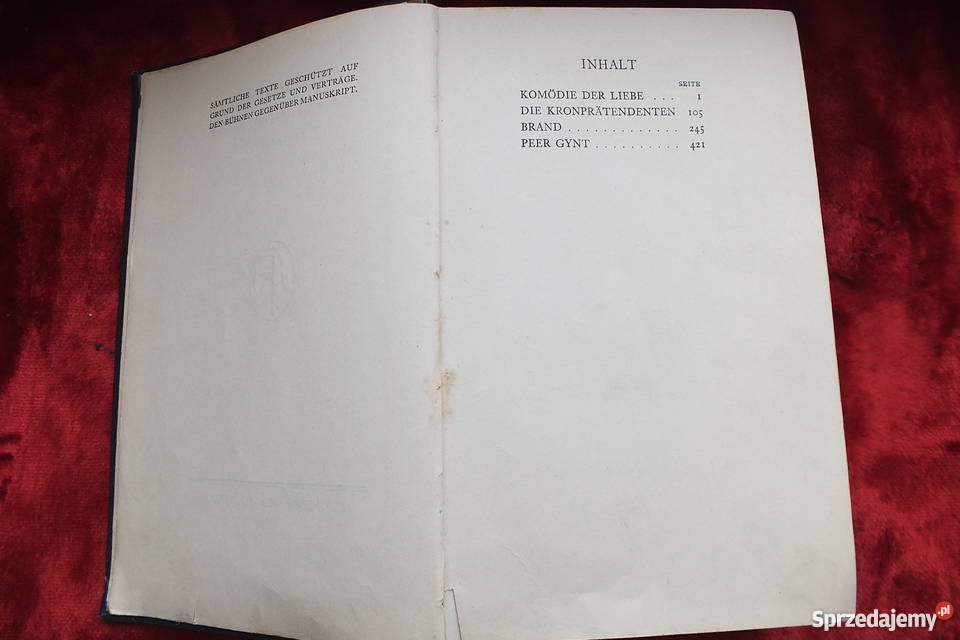 SÄMTLICHE TEXTE GESCHÜTZT AUF
GRUND DER GESETZE UND VERTRÄGE.
DEN BÜHNEN GEGENÜBER MANUSKRIPT.
INHALT
SEITE
KOMÖDIE DER LIEBE . . . 1
DIE KRONPRÄTENDENTEN 105
BRAND . . . . . . . . . . . . . 245
PEER GYNT . . . . . . . . . . 421
Sprzedajemy.pl